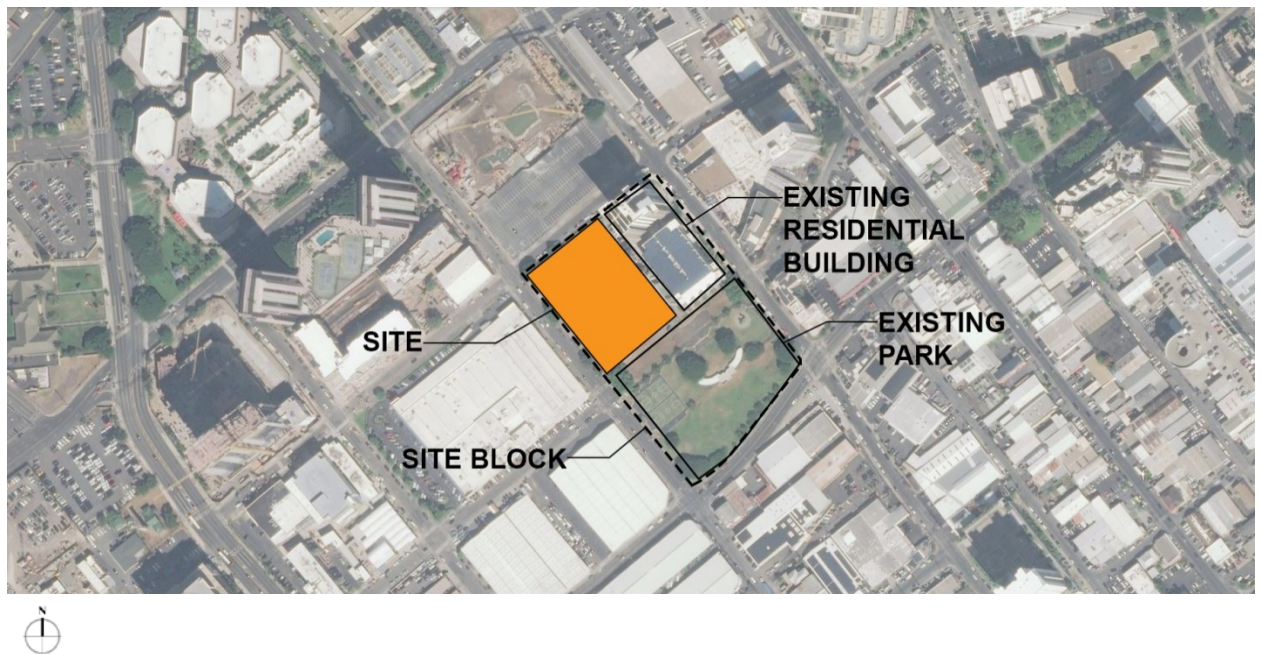 EXISTING
RESIDENTIAL
BUILDING
SITE
EXISTING
PARK
SITE BLOCK
N